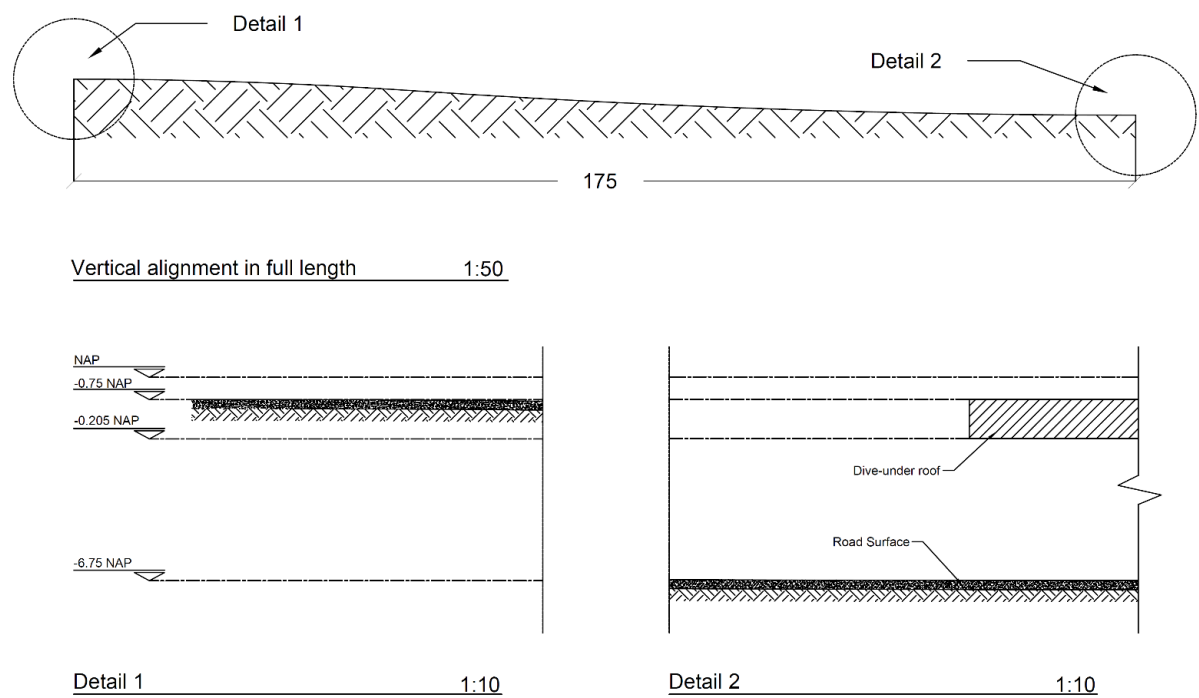 Detail 1
Detail 2
175
Vertical alignment in full length 1:50
NAP
-0.75 NAP
-0.205 NAP
-6.75 NAP
Dive-under roof
Road Surface
Detail 1 1:10
Detail 2 1:10